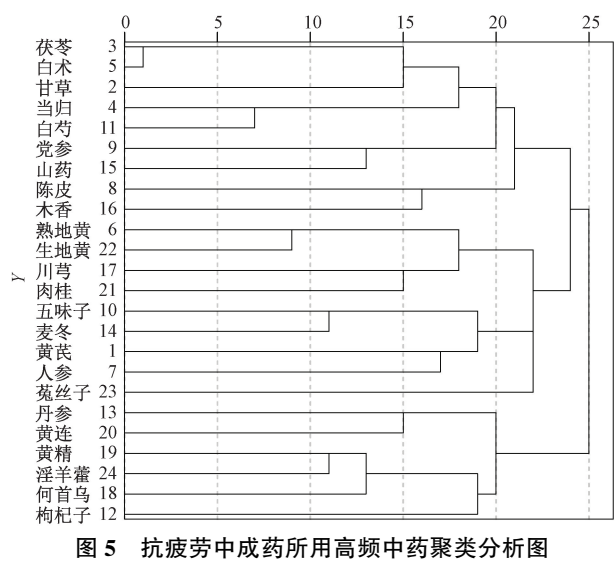 0 5 10 15 20 25
茯苓 3
白术 5
甘草 2
当归 4
白芍 11
党参 9
山药 15
陈皮 8
木香 16
熟地黄 6
生地黄 22
川芎 17
Y
肉桂 21
五味子 10
麦冬 14
黄芪 1
人参 7
菟丝子 23
丹参 13
黄连 20
黄精 19
淫羊藿 24
何首乌 18
枸杞子 12
图 5 抗疲劳中成药所用高频中药聚类分析图